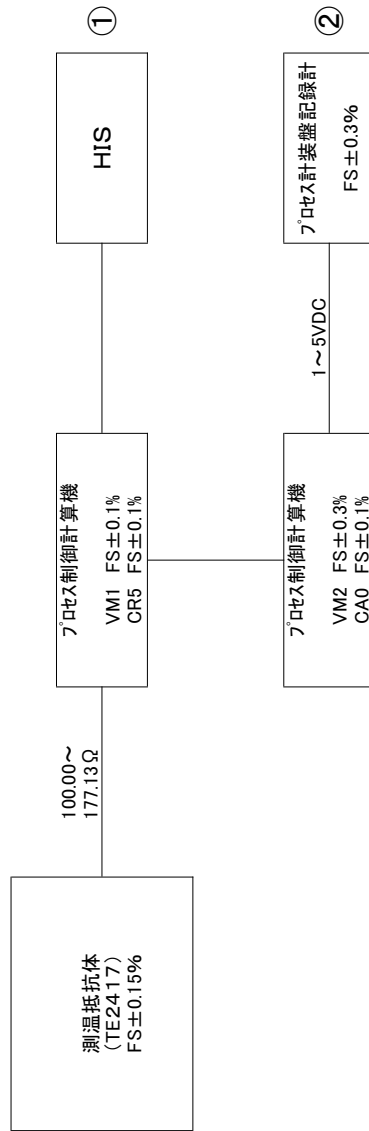 測温抵抗体
(TE2417)
FS±0.15%
100.00～
177.13Ω
プロセス制御計算機
VM1 FS±0.1%
CR5 FS±0.1%
HIS
①
プロセス制御計算機
VM2 FS±0.3%
CAO FS±0.1%
1～5VDC
プロセス計装盤記録計
FS±0.3%
②